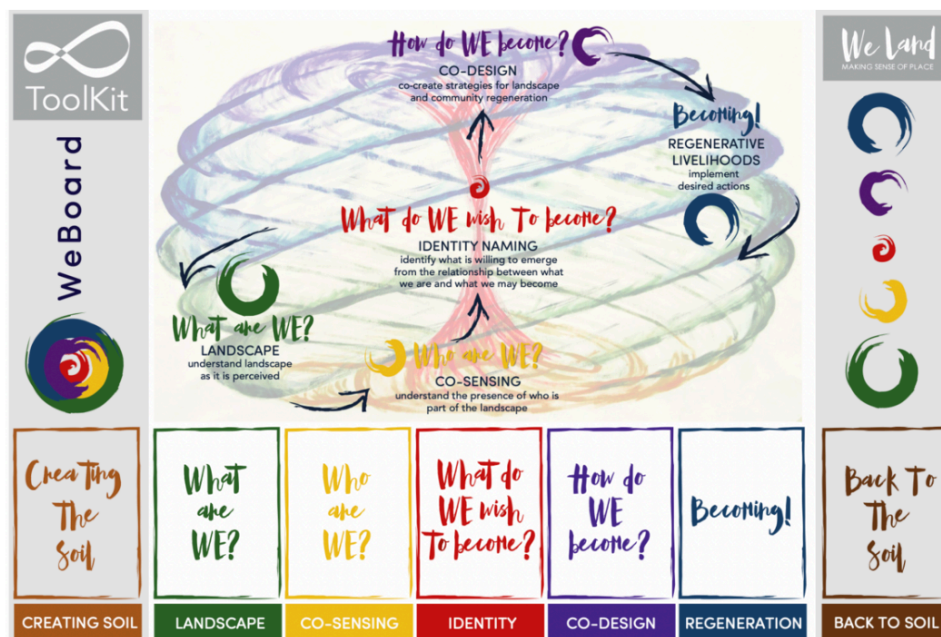 ToolKit
WeBoard
We Land
MAKING SENSE OF PLACE
How do WE become?
CO-DESIGN
co-create strategies for landscape
and community regeneration
Becoming!
REGENERATIVE
LIVELIHOODS
implement
desired actions
What do WE wish To become?
IDENTITY NAMING
identify what is willing to emerge
from the relationship between what
we are and what we may become
What are WE?
LANDSCAPE
understand landscape
as it is perceived
Who are WE?
CO-SENSING
understand the presence of who is
part of the landscape
Creating
The
Soil
What
are
WE?
Who
are
WE?
What do
WE wish
To become?
How do
WE
become?
Becoming!
Back To
The
Soil
CREATING SOIL
LANDSCAPE
CO-SENSING
IDENTITY
CO-DESIGN
REGENERATION
BACK TO SOIL